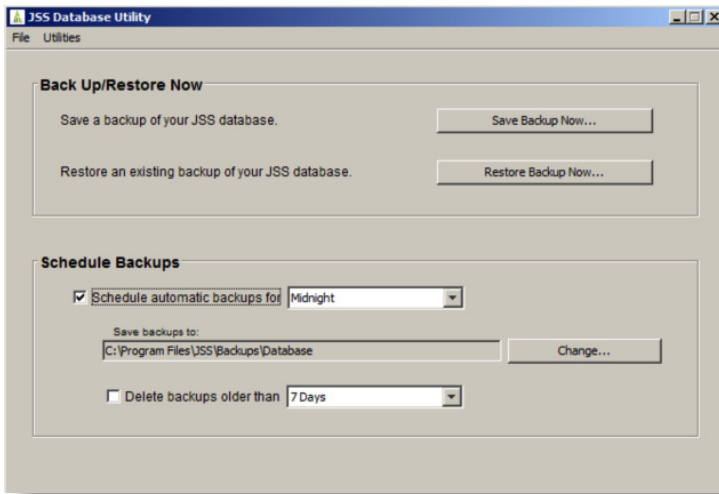 JSS Database Utility
File Utilities
Back Up/Restore Now
Save a backup of your JSS database.
Save Backup Now...
Restore an existing backup of your JSS database.
Restore Backup Now...
Schedule Backups
Schedule automatic backups for Midnight
Save backups to:
C:\Program Files\JSS\Backups\Database
Change...
Delete backups older than 7 Days